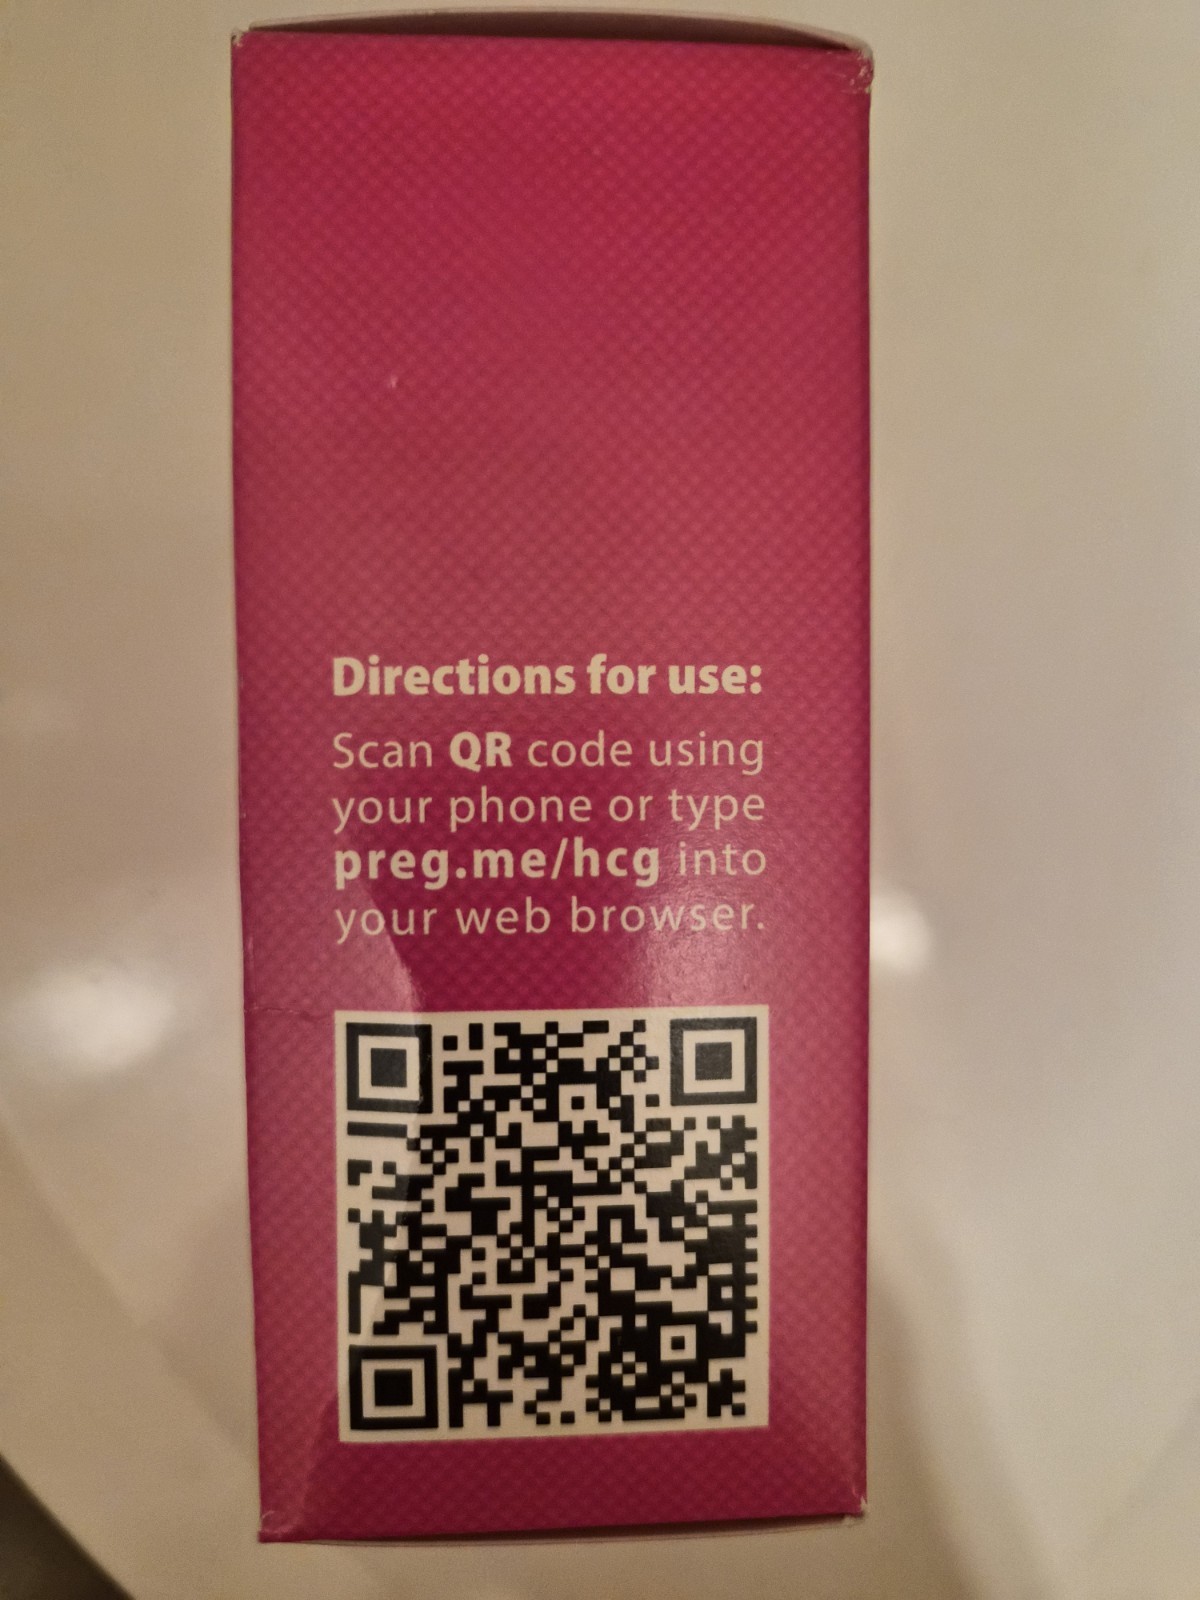 Directions for use:
Scan QR code using
your phone or type
preg.me/hcg into
your web browser.